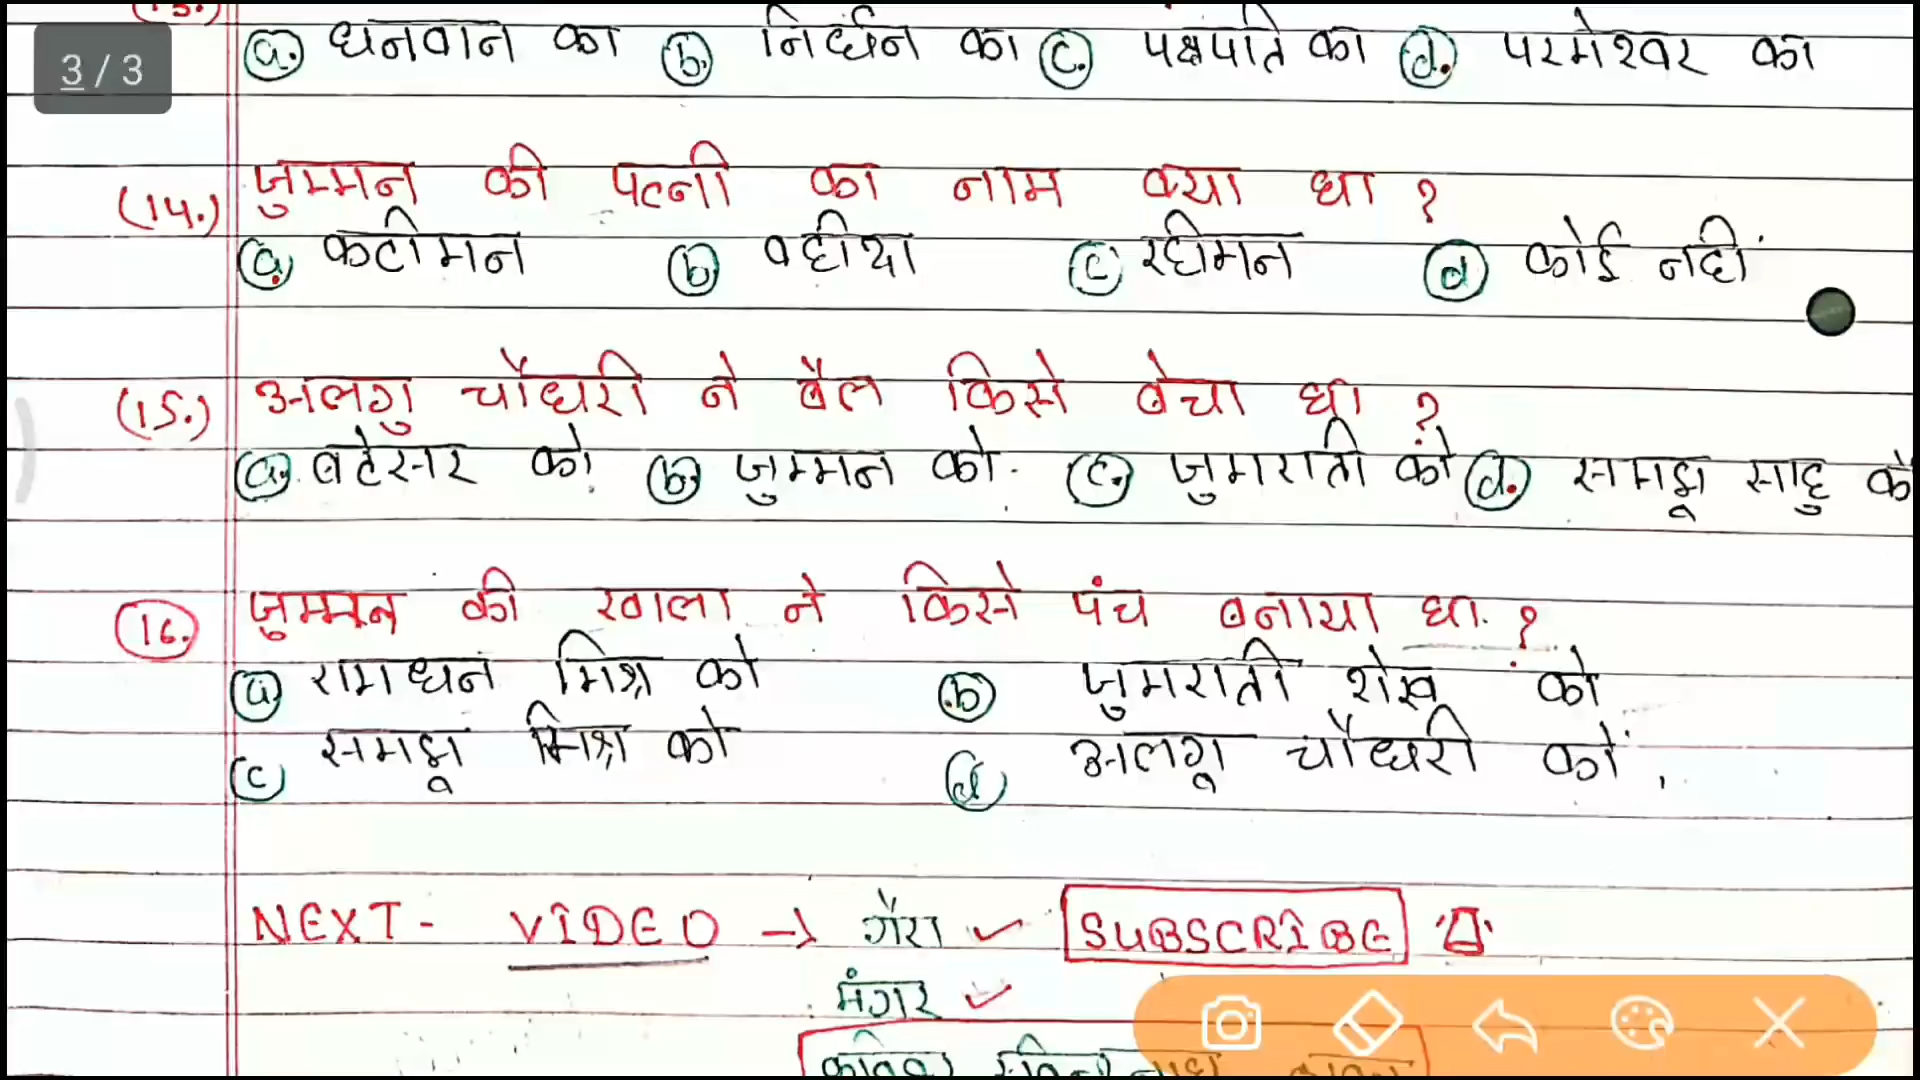 3 / 3
a. धनवान का b. निर्धन का c. पक्षपाति का d. परमेश्वर का
(14.) जुम्मन की पत्नी का नाम क्या था ?
a. कटीमन b वहीदा c रहीमन d कोई नहीं
(15.) अलगु चौधरी ने बैल किसे बेचा था ?
a. बटेसर को b. जुम्मन को. c. जुमराती को d. समझू साहु को
16. जुम्मन की खाला ने किसे पंच बनाया था. ?
a रामधन मिश्र को b जुमराती शेख को
c समझू मिश्र को d अलगू चौधरी को.
NEXT - VIDEO → गैंरा SUBSCRIBE
मंगर